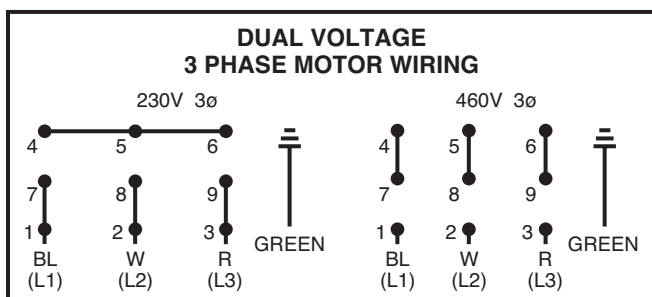 DUAL VOLTAGE
3 PHASE MOTOR WIRING
230V 3ø 460V 3ø
4 5 6 4 5 6
7 8 9 7 8 9
1 2 3 1 2 3
GREEN GREEN
BL W R BL W R
(L1) (L2) (L3) (L1) (L2) (L3)